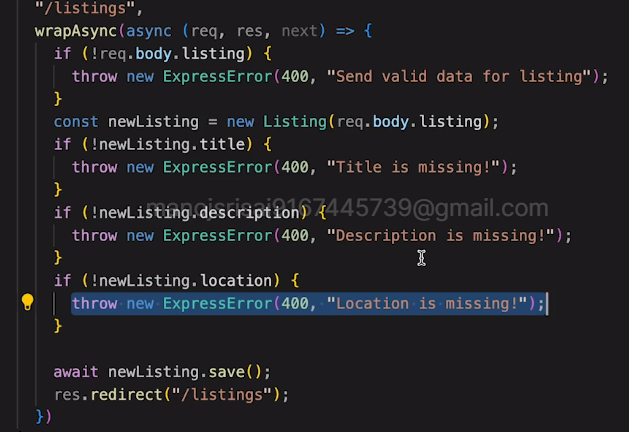 "/listings",
wrapAsync(async (req, res, next) => {
if (!req.body.listing) {
throw new ExpressError(400, "Send valid data for listing");
}
const newListing = new Listing(req.body.listing);
if (!newListing.title) {
throw new ExpressError(400, "Title is missing!");
}
if (!newListing.description) {
manojsrisai9167445739@gmail.com
throw new ExpressError(400, "Description is missing!");
}
if (!newListing.location) {
throw new ExpressError(400, "Location is missing!");
}
await newListing.save();
res.redirect("/listings");
})